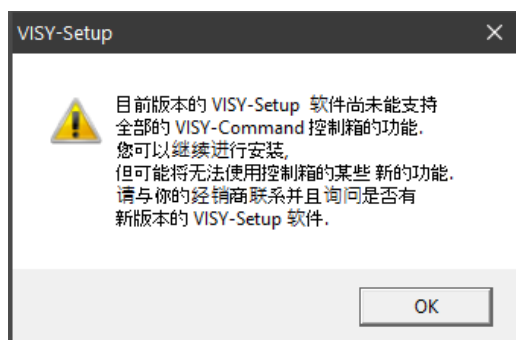 VISY-Setup
目前版本的 VISY-Setup 软件尚未能支持
全部的 VISY-Command 控制箱的功能.
您可以继续进行安装,
但可能将无法使用控制箱的某些 新的功能.
请与你的经销商联系并且询问是否有
新版本的 VISY-Setup 软件.
OK